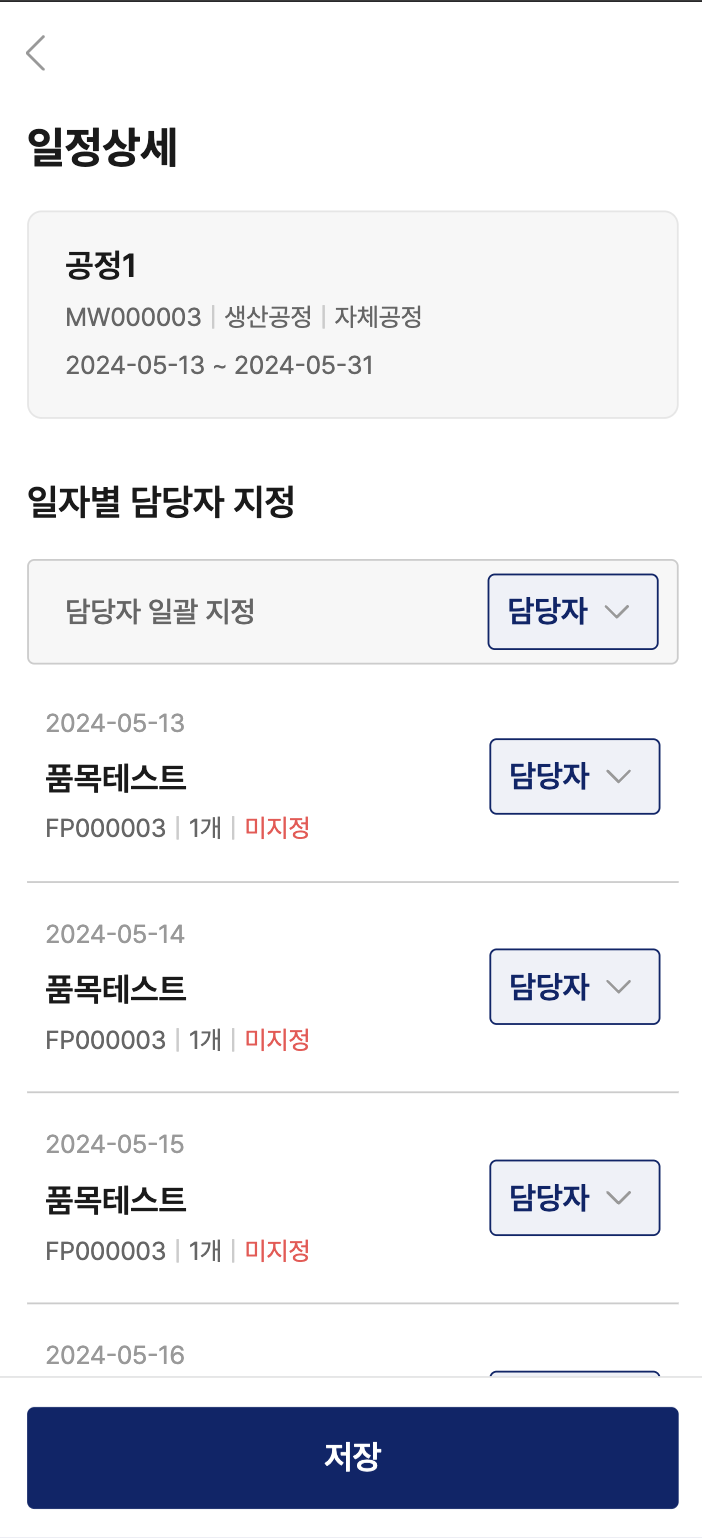 일정상세
공정1
MW000003 | 생산공정 | 자체공정
2024-05-13 ~ 2024-05-31
일자별 담당자 지정
담당자 일괄 지정 담당자
2024-05-13
품목테스트 담당자
FP000003 | 1개 | 미지정
2024-05-14
품목테스트 담당자
FP000003 | 1개 | 미지정
2024-05-15
품목테스트 담당자
FP000003 | 1개 | 미지정
2024-05-16
저장